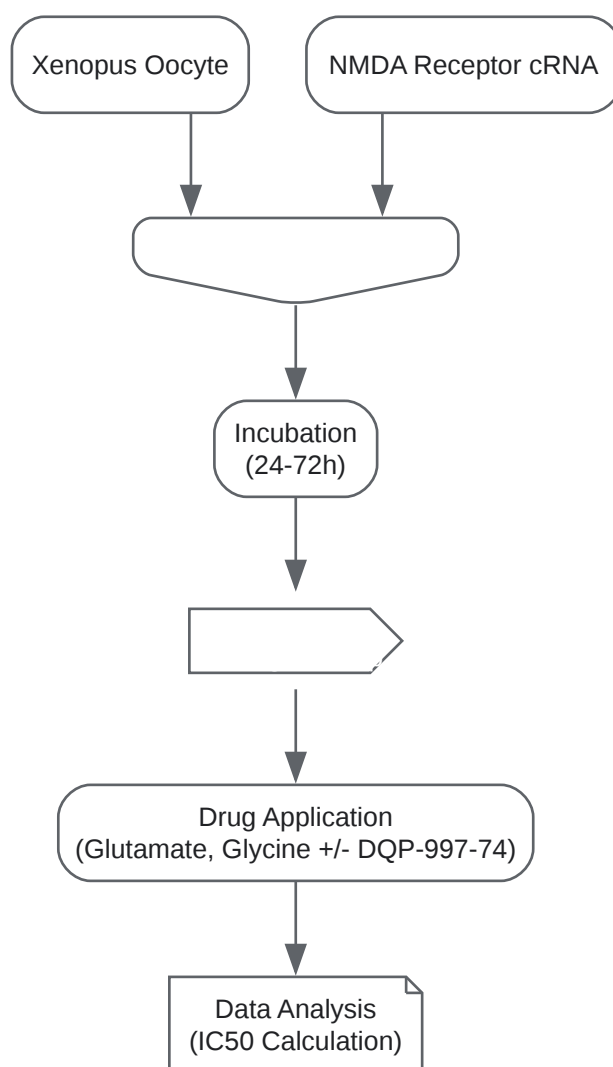 Xenopus Oocyte
NMDA Receptor cRNA
Incubation
(24-72h)
Drug Application
(Glutamate, Glycine +/- DQP-997-74)
Data Analysis
(IC50 Calculation)